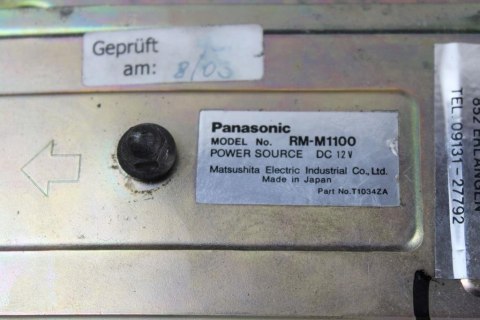 Geprüft
am: 8/03
Panasonic
MODEL No. RM-M1100
POWER SOURCE DC 12V
Matsushita Electric Industrial Co., Ltd.
Made in Japan
Part No.T1034ZA
852 ERLANGEN
TEL. 09131-27792